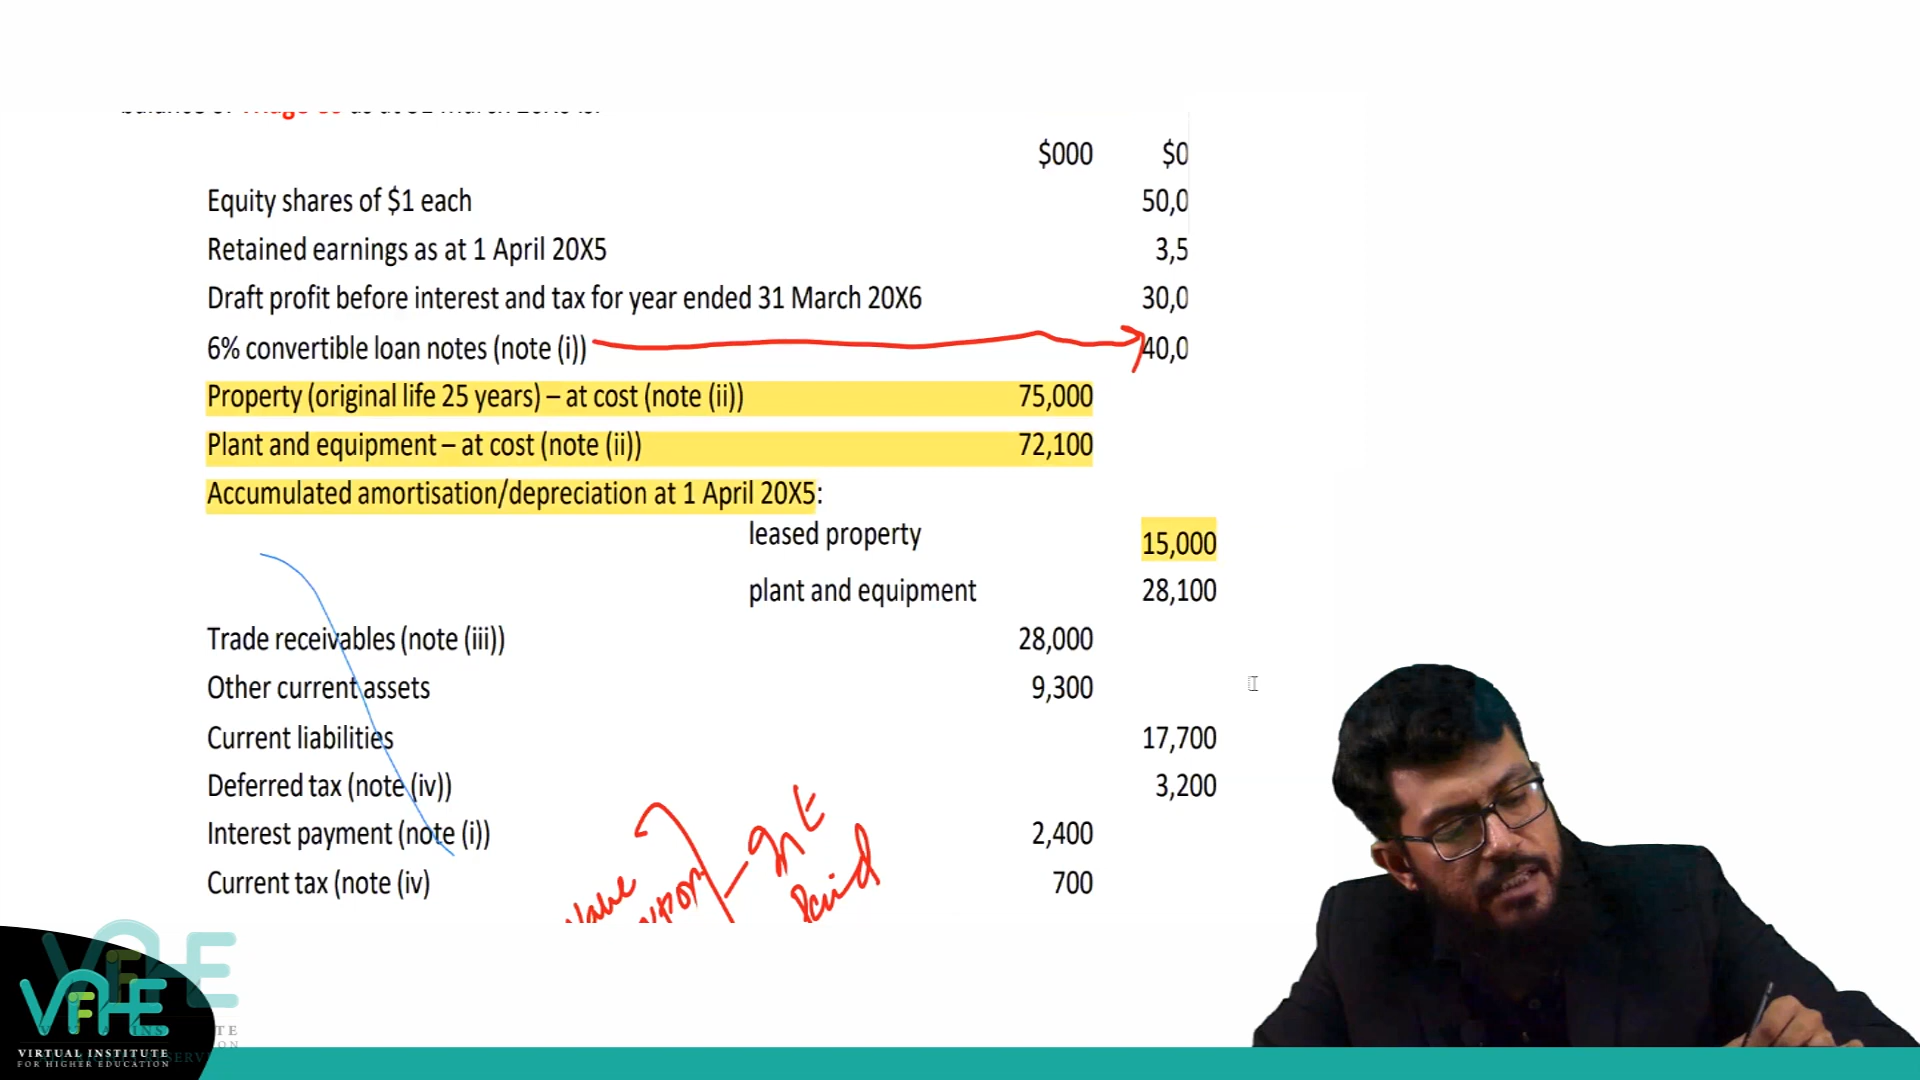 $000 $0
Equity shares of $1 each 50,0
Retained earnings as at 1 April 20X5 3,5
Draft profit before interest and tax for year ended 31 March 20X6 30,0
6% convertible loan notes (note (i)) 40,0
Property (original life 25 years) – at cost (note (ii)) 75,000
Plant and equipment – at cost (note (ii)) 72,100
Accumulated amortisation/depreciation at 1 April 20X5:
leased property 15,000
plant and equipment 28,100
Trade receivables (note (iii)) 28,000
Other current assets 9,300
Current liabilities 17,700
Deferred tax (note (iv)) 3,200
Interest payment (note (i)) 2,400
Current tax (note (iv) 700
Paid
VIRTUAL INSTITUTE
FOR HIGHER EDUCATION